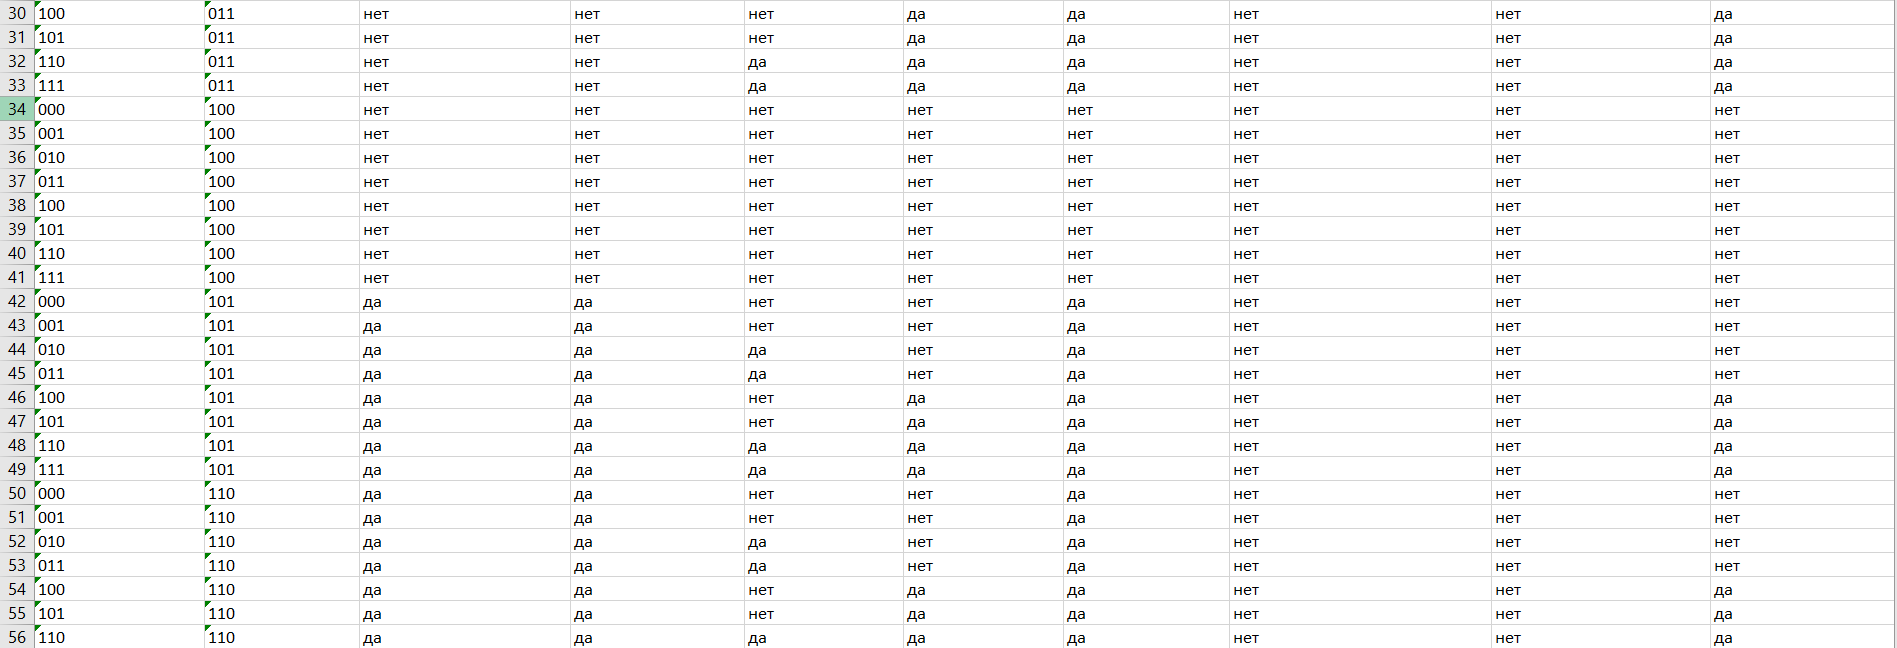 30 100 011 нет нет нет да да нет нет да
31 101 011 нет нет нет да да нет нет да
32 110 011 нет нет да да да нет нет да
33 111 011 нет нет да да да нет нет да
34 000 100 нет нет нет нет нет нет нет нет
35 001 100 нет нет нет нет нет нет нет нет
36 010 100 нет нет нет нет нет нет нет нет
37 011 100 нет нет нет нет нет нет нет нет
38 100 100 нет нет нет нет нет нет нет нет
39 101 100 нет нет нет нет нет нет нет нет
40 110 100 нет нет нет нет нет нет нет нет
41 111 100 нет нет нет нет нет нет нет нет
42 000 101 да да нет нет да нет нет нет
43 001 101 да да нет нет да нет нет нет
44 010 101 да да да нет да нет нет нет
45 011 101 да да да нет да нет нет нет
46 100 101 да да нет да да нет нет да
47 101 101 да да нет да да нет нет да
48 110 101 да да да да да нет нет да
49 111 101 да да да да да нет нет да
50 000 110 да да нет нет да нет нет нет
51 001 110 да да нет нет да нет нет нет
52 010 110 да да да нет да нет нет нет
53 011 110 да да да нет да нет нет нет
54 100 110 да да нет да да нет нет да
55 101 110 да да нет да да нет нет да
56 110 110 да да да да да нет нет да